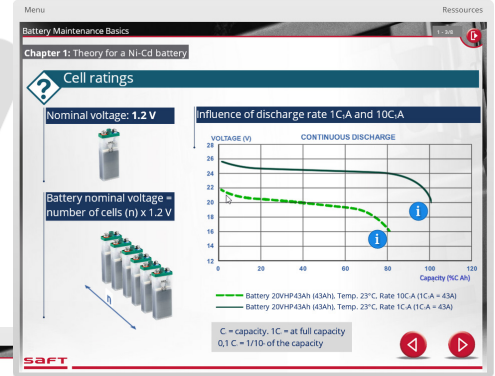 Menu
Ressources
Battery Maintenance Basics
1 - 3/8
Chapter 1: Theory for a Ni-Cd battery
?
Cell ratings
Nominal voltage: 1.2 V
Battery nominal voltage =
number of cells (n) x 1.2 V
n
Influence of discharge rate 1C₁A and 10C₁A
VOLTAGE (V)
CONTINUOUS DISCHARGE
28
26
24
22
20
18
16
14
12
0 20 40 60 80 100 120
Capacity (%C Ah)
i
i
Battery 20VHP43Ah (43Ah), Temp. 23°C, Rate 10C.A (1C.A = 43A)
Battery 20VHP43Ah (43Ah), Temp. 23°C, Rate 1C.A (1C.A = 43A)
C = capacity. 1C = at full capacity
0,1 C = 1/10 of the capacity
saft